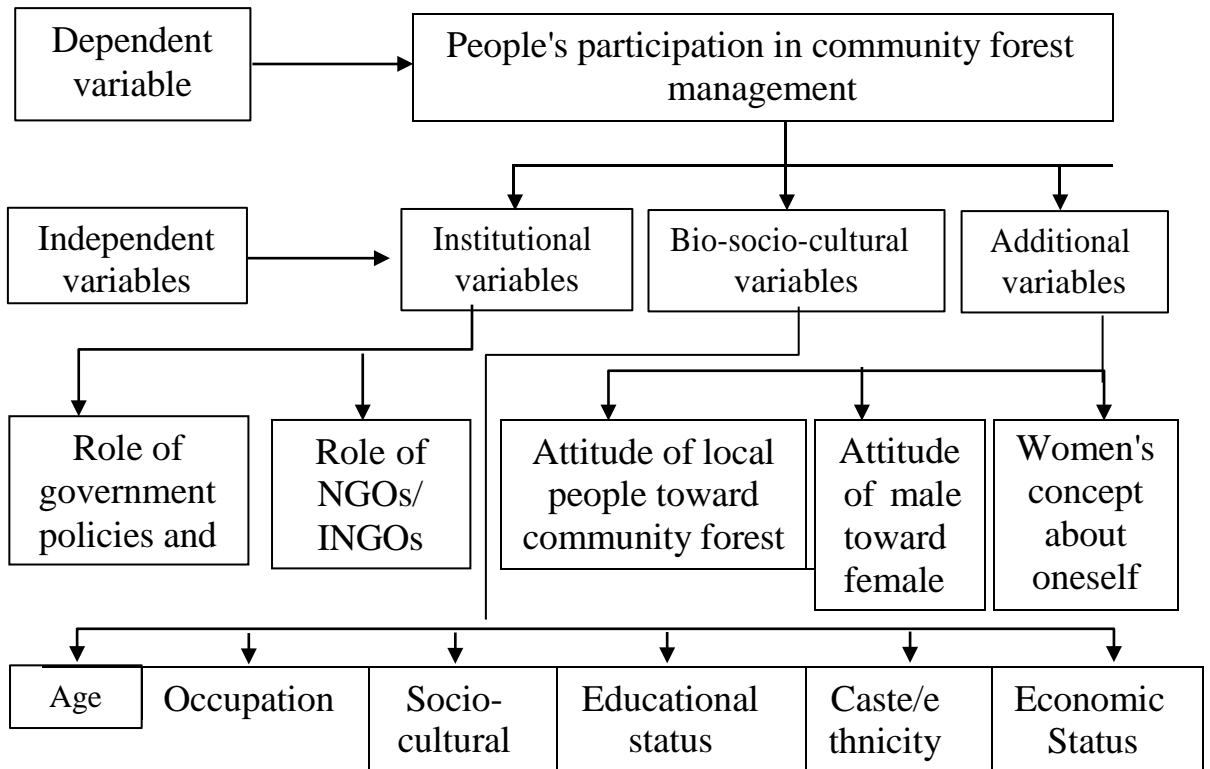 Dependent
variable
People's participation in community forest
management
Independent
variables
Institutional
variables
Bio-socio-cultural
variables
Additional
variables
Role of
government
policies and
Role of
NGOs/
INGOs
Attitude of local
people toward
community forest
Attitude
of male
toward
female
Women's
concept
about
oneself
Age
Occupation
Socio-
cultural
Educational
status
Caste/e
thnicity
Economic
Status